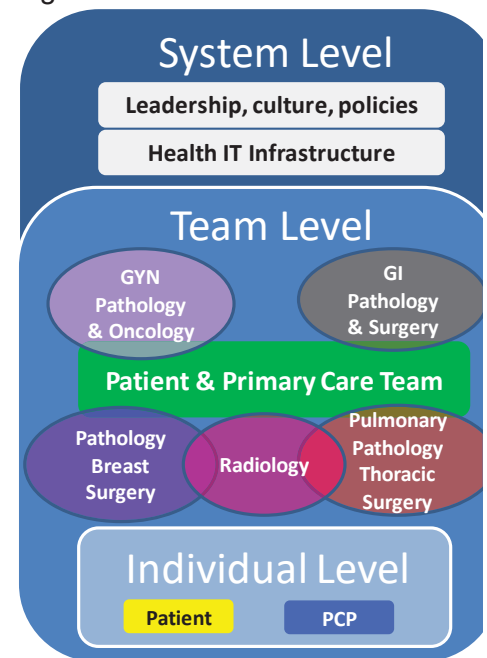 System Level
Leadership, culture, policies
Health IT Infrastructure
Team Level
GYN
Pathology
& Oncology
GI
Pathology
& Surgery
Patient & Primary Care Team
Pathology
Breast
Surgery
Radiology
Pulmonary
Pathology
Thoracic
Surgery
Individual Level
Patient
PCP